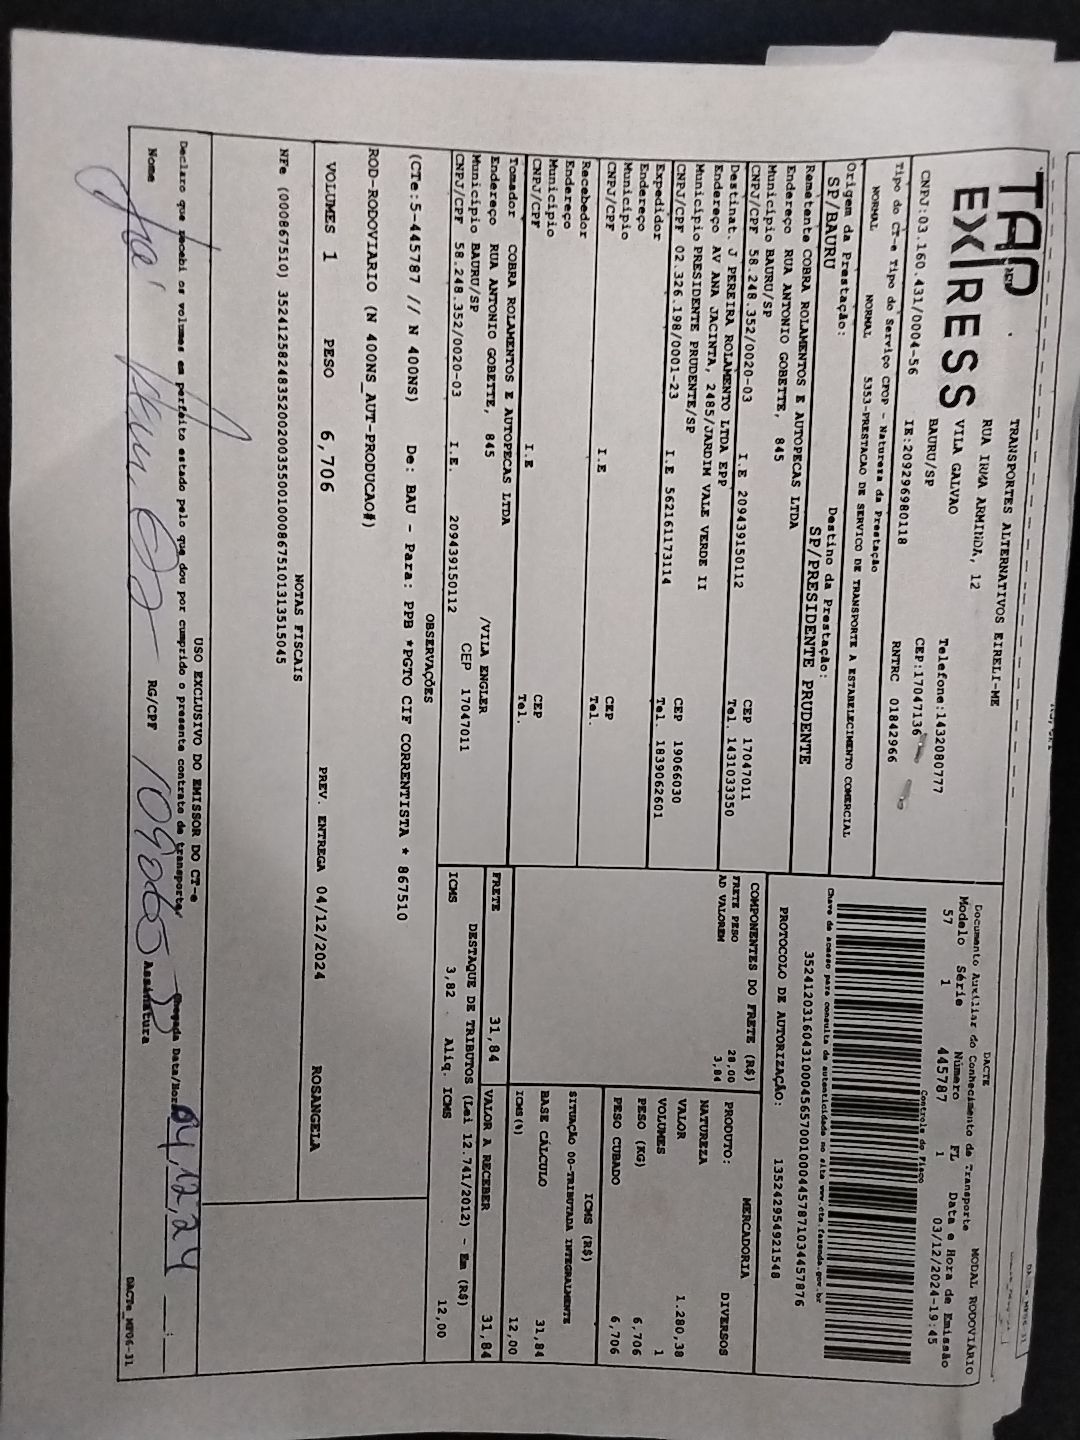 TAP EXPRESS
TRANSPORTES ALTERNATIVOS EIRELI-ME
RUA IRMA ARMINDA, 12
VILA GALVAO
BAURU/SP
Telefone:1432080777
CEP:17047136
CNPJ:03.160.431/0004-56 IE:209296980118 RNTRC 01842966
Tipo do CT-e Tipo do Serviço CFOP - Natureza da Prestação
NORMAL NORMAL 5353-PRESTACAO DE SERVICO DE TRANSPORTE A ESTABELECIMENTO COMERCIAL
Origem da Prestação: Destino da Prestação:
SP/BAURU SP/PRESIDENTE PRUDENTE
Remetente COBRA ROLAMENTOS E AUTOPECAS LTDA
Endereço RUA ANTONIO GOBETTE, 845
Município BAURU/SP CEP 17047011
CNPJ/CPF 58.248.352/0020-03 I.E 209439150112 Tel. 1431033350
Destinat. J PEREIRA ROLAMENTO LTDA EPP
Endereço AV ANA JACINTA, 2485/JARDIM VALE VERDE II
Município PRESIDENTE PRUDENTE/SP CEP 19066030
CNPJ/CPF 02.326.198/0001-23 I.E 562161173114 Tel. 1839062601
Expedidor
Endereço
Município CEP
CNPJ/CPF I.E Tel.
Recebedor
Endereço
Município CEP
CNPJ/CPF I.E Tel.
Tomador COBRA ROLAMENTOS E AUTOPECAS LTDA
Endereço RUA ANTONIO GOBETTE, 845 /VILA ENGLER
Município BAURU/SP CEP 17047011
CNPJ/CPF 58.248.352/0020-03 I.E. 209439150112
DACTE
Documento Auxiliar do Conhecimento de Transporte MODAL RODOVIÁRIO
Modelo Série Número FL Data e Hora de Emissão
57 1 445787 1 03/12/2024-19:45
Controle do Fisco
Chave de acesso para consulta de autenticidade no site www.cte.fazenda.gov.br
35241203160431000456570010004457871034457876
PROTOCOLO DE AUTORIZAÇÃO: 135242954921548
COMPONENTES DO FRETE (R$)
FRETE PESO 28,00
AD VALOREM 3,84
MERCADORIA
PRODUTO: DIVERSOS
NATUREZA
VALOR 1.280,38
VOLUMES 1
PESO (KG) 6,706
PESO CUBADO 6,706
ICMS (R$)
SITUAÇÃO 00-TRIBUTADA INTEGRALMENTE
BASE CÁLCULO 31,84
ICMS(%) 12,00
FRETE 31,84 VALOR A RECEBER 31,84
DESTAQUE DE TRIBUTOS (Lei 12.741/2012) - Em (R$)
ICMS 3,82 Aliq. ICMS 12,00
OBSERVAÇÕES
(CTe:5-445787 // N 400NS) De: BAU - Para: PPB *PGTO CIF CORRENTISTA * 867510
ROD-RODOVIARIO (N 400NS_AUT-PRODUCAO#)
VOLUMES 1 PESO 6,706 PREV. ENTREGA 04/12/2024 ROSANGELA
NOTAS FISCAIS
NFe (000867510) 35241258248352002003550010008675101313515045
USO EXCLUSIVO DO EMISSOR DO CT-e
Declaro que recebi os volumes em perfeito estado pelo que dou por cumprido o presente contrato de transporte. Chegada Data/Hora 04,12,24
Nome RG/CPF Assinatura
DACTe_MF06-31